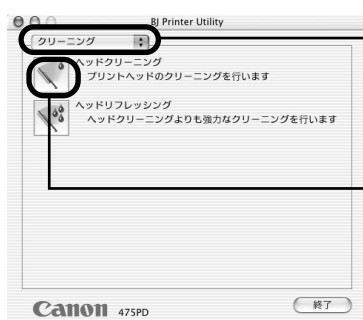 BJ Printer Utility
クリーニング
ヘッドクリーニング
プリントヘッドのクリーニングを行います
ヘッドリフレッシング
ヘッドクリーニングよりも強力なクリーニングを行います
Canon 475PD
終了